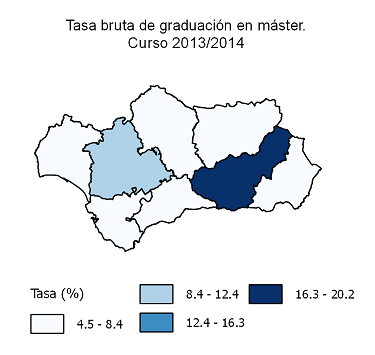 Tasa bruta de graduación en máster.
Curso 2013/2014
Tasa (%)
8.4 - 12.4
16.3 - 20.2
4.5 - 8.4
12.4 - 16.3